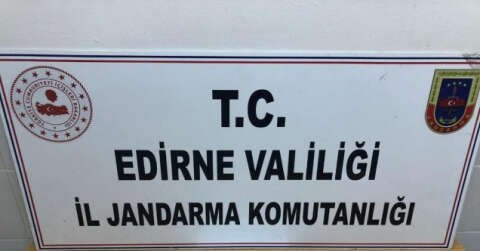 T.C.
EDİRNE VALİLİĞİ
İL JANDARMA KOMUTANLIĞI